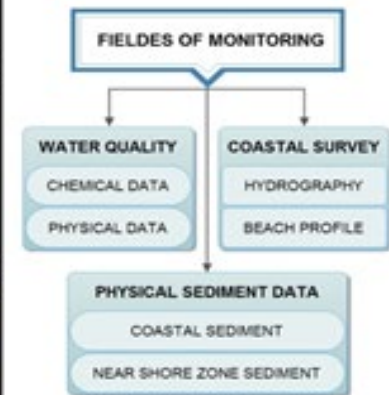 FIELDES OF MONITORING
WATER QUALITY
CHEMICAL DATA
PHYSICAL DATA
COASTAL SURVEY
HYDROGRAPHY
BEACH PROFILE
PHYSICAL SEDIMENT DATA
COASTAL SEDIMENT
NEAR SHORE ZONE SEDIMENT